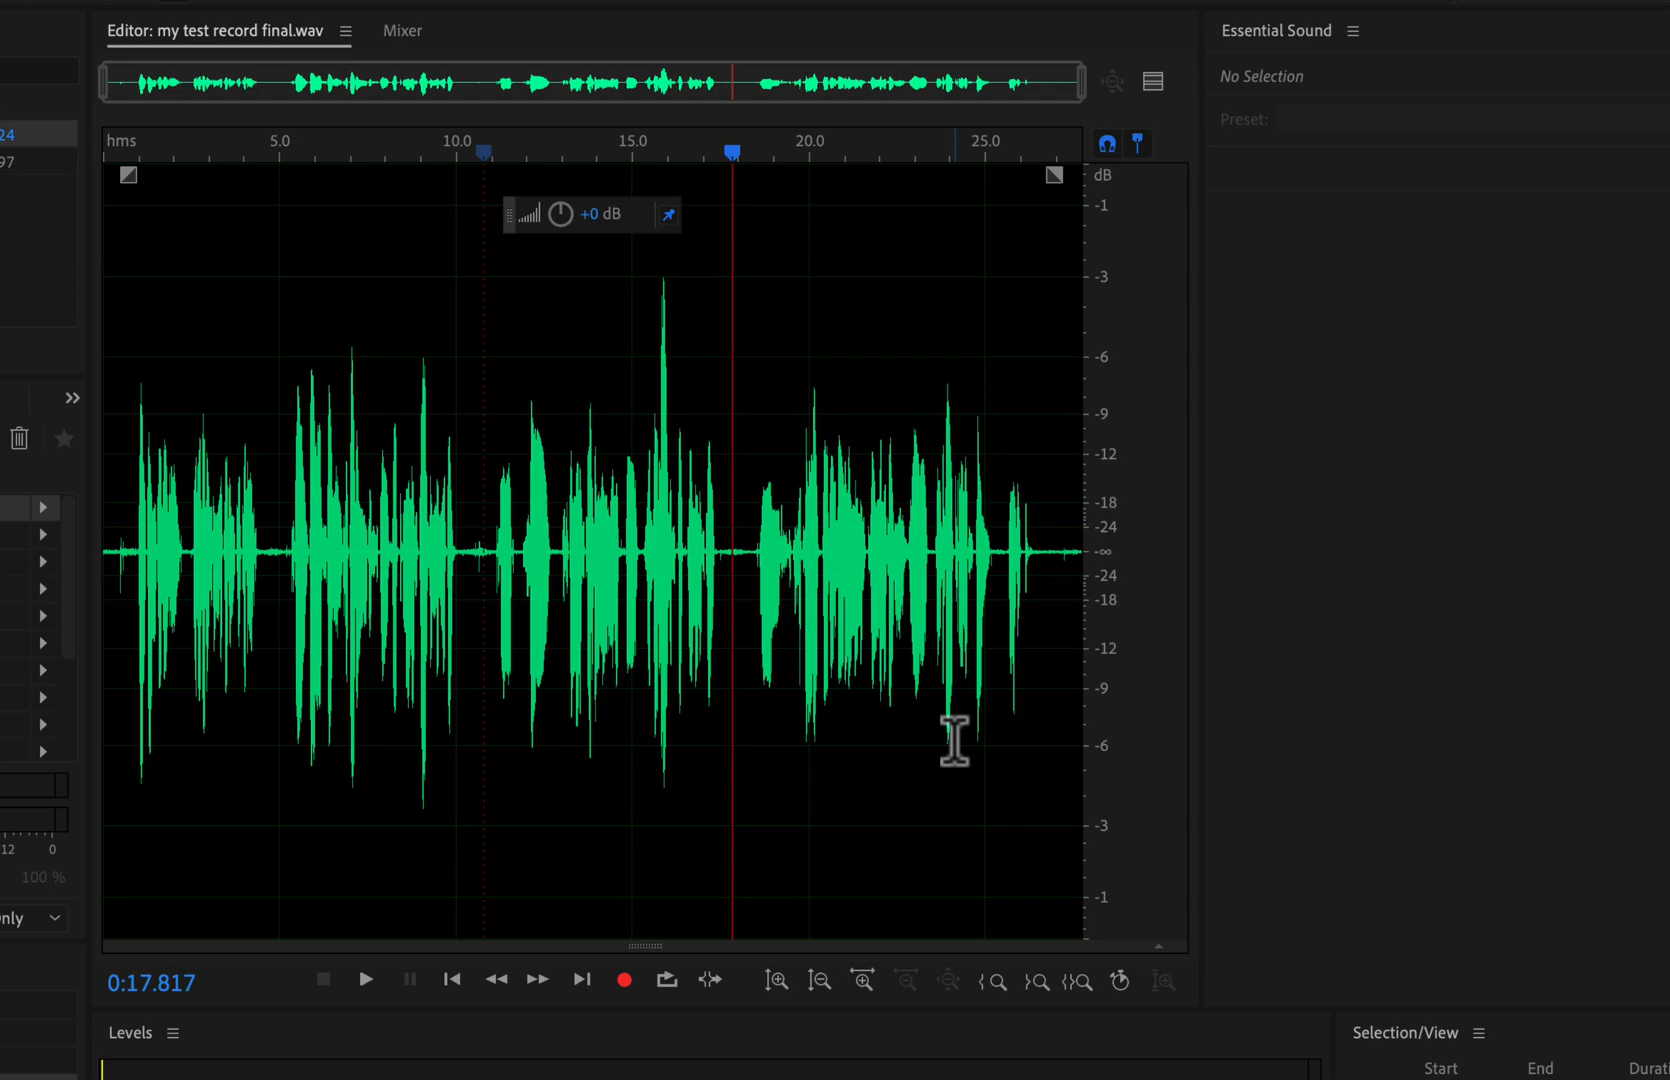 Editor: my test record final.wav
Mixer
Essential Sound
No Selection
Preset:
24
97
hms 5.0 10.0 15.0 20.0 25.0
dB
-1
-3
-6
-9
-12
-18
-24
-∞
-24
-18
-12
-9
-6
-3
-1
+0 dB
12 0
100 %
Only
0:17.817
Levels
Selection/View
Start End Durati